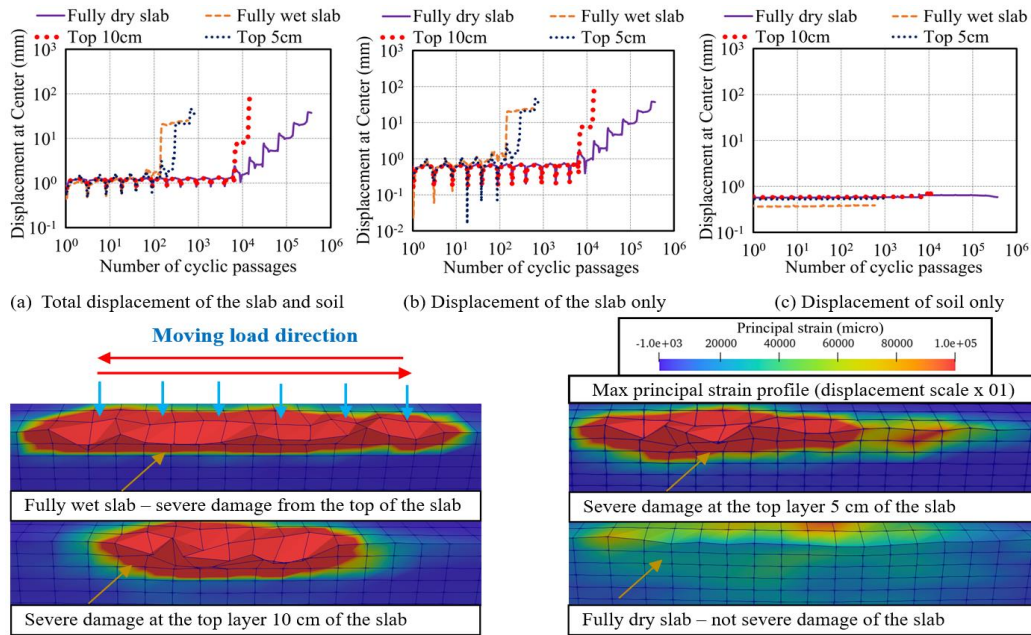 Fully dry slab Fully wet slab
Top 10cm Top 5cm
Displacement at Center (mm)
10³
10²
10¹
10⁰
10⁻¹
10⁰ 10¹ 10² 10³ 10⁴ 10⁵ 10⁶
Number of cyclic passages
(a) Total displacement of the slab and soil
Fully dry slab Fully wet slab
Top 10cm Top 5cm
Displacement at Center (mm)
10³
10²
10¹
10⁰
10⁻¹
10⁻²
10⁰ 10¹ 10² 10³ 10⁴ 10⁵ 10⁶
Number of cyclic passages
(b) Displacement of the slab only
Fully dry slab Fully wet slab
Top 10cm Top 5cm
Displacement at Center (mm)
10³
10²
10¹
10⁰
10⁻¹
10⁰ 10¹ 10² 10³ 10⁴ 10⁵ 10⁶
Number of cyclic passages
(c) Displacement of soil only
Moving load direction
Principal strain (micro)
-1.0e+03 20000 40000 60000 80000 1.0e+05
Max principal strain profile (displacement scale x 01)
Fully wet slab – severe damage from the top of the slab
Severe damage at the top layer 5 cm of the slab
Severe damage at the top layer 10 cm of the slab
Fully dry slab – not severe damage of the slab